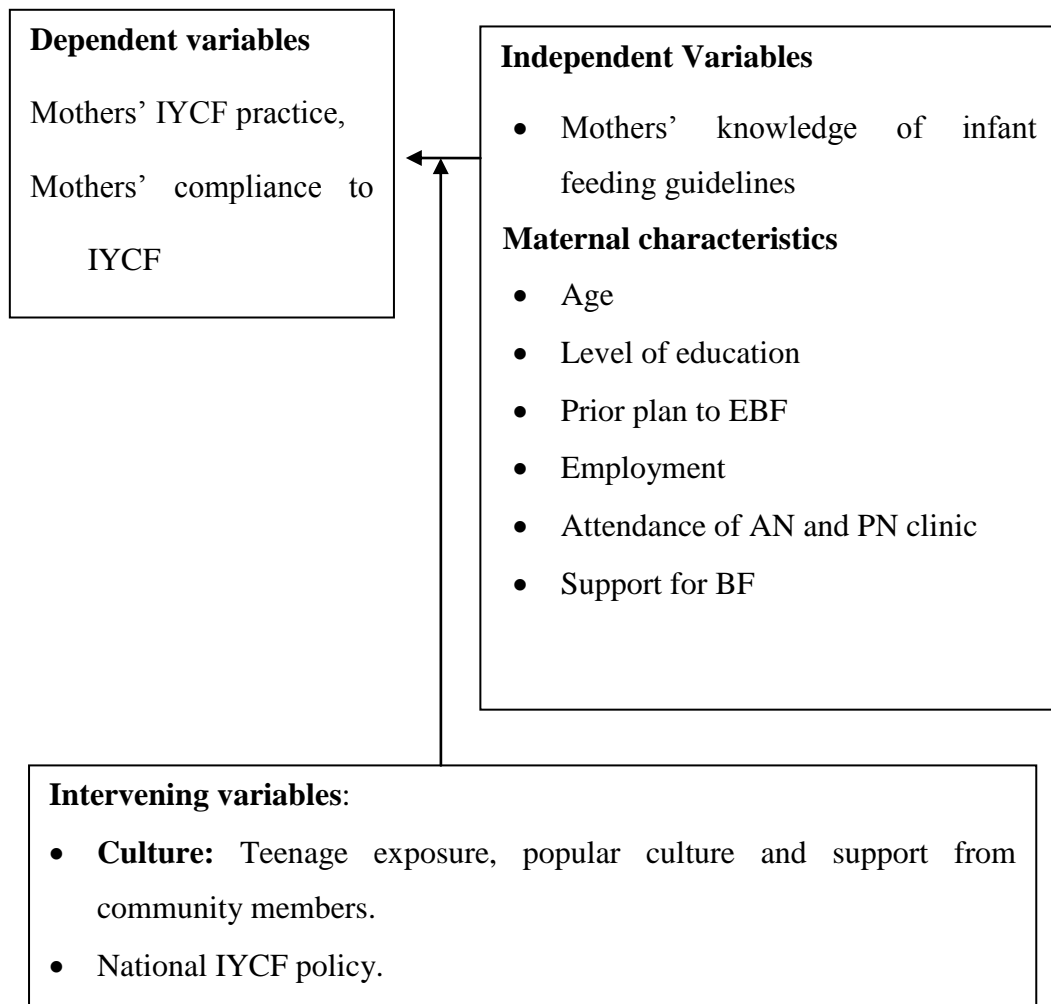 Dependent variables
Mothers’ IYCF practice,
Mothers’ compliance to
IYCF
Independent Variables
• Mothers’ knowledge of infant
feeding guidelines
Maternal characteristics
• Age
• Level of education
• Prior plan to EBF
• Employment
• Attendance of AN and PN clinic
• Support for BF
Intervening variables:
• Culture: Teenage exposure, popular culture and support from
community members.
• National IYCF policy.